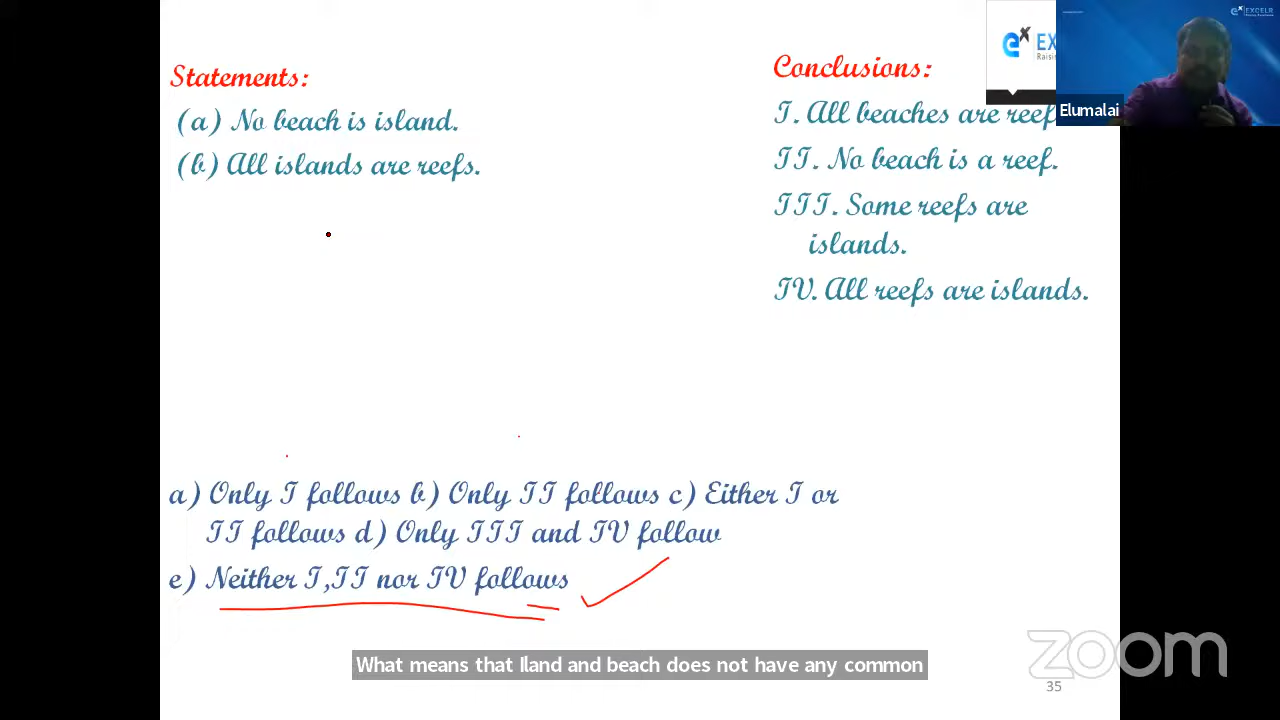 Statements:
(a) No beach is island.
(b) All islands are reefs.
Conclusions:
I. All beaches are reef
II. No beach is a reef.
III. Some reefs are
islands.
IV. All reefs are islands.
a) Only I follows b) Only II follows c) Either I or
II follows d) Only III and IV follow
e) Neither I,II nor IV follows
What means that Iland and beach does not have any common
zoom
35
EX
Raisi
EXCELR
Elumalai